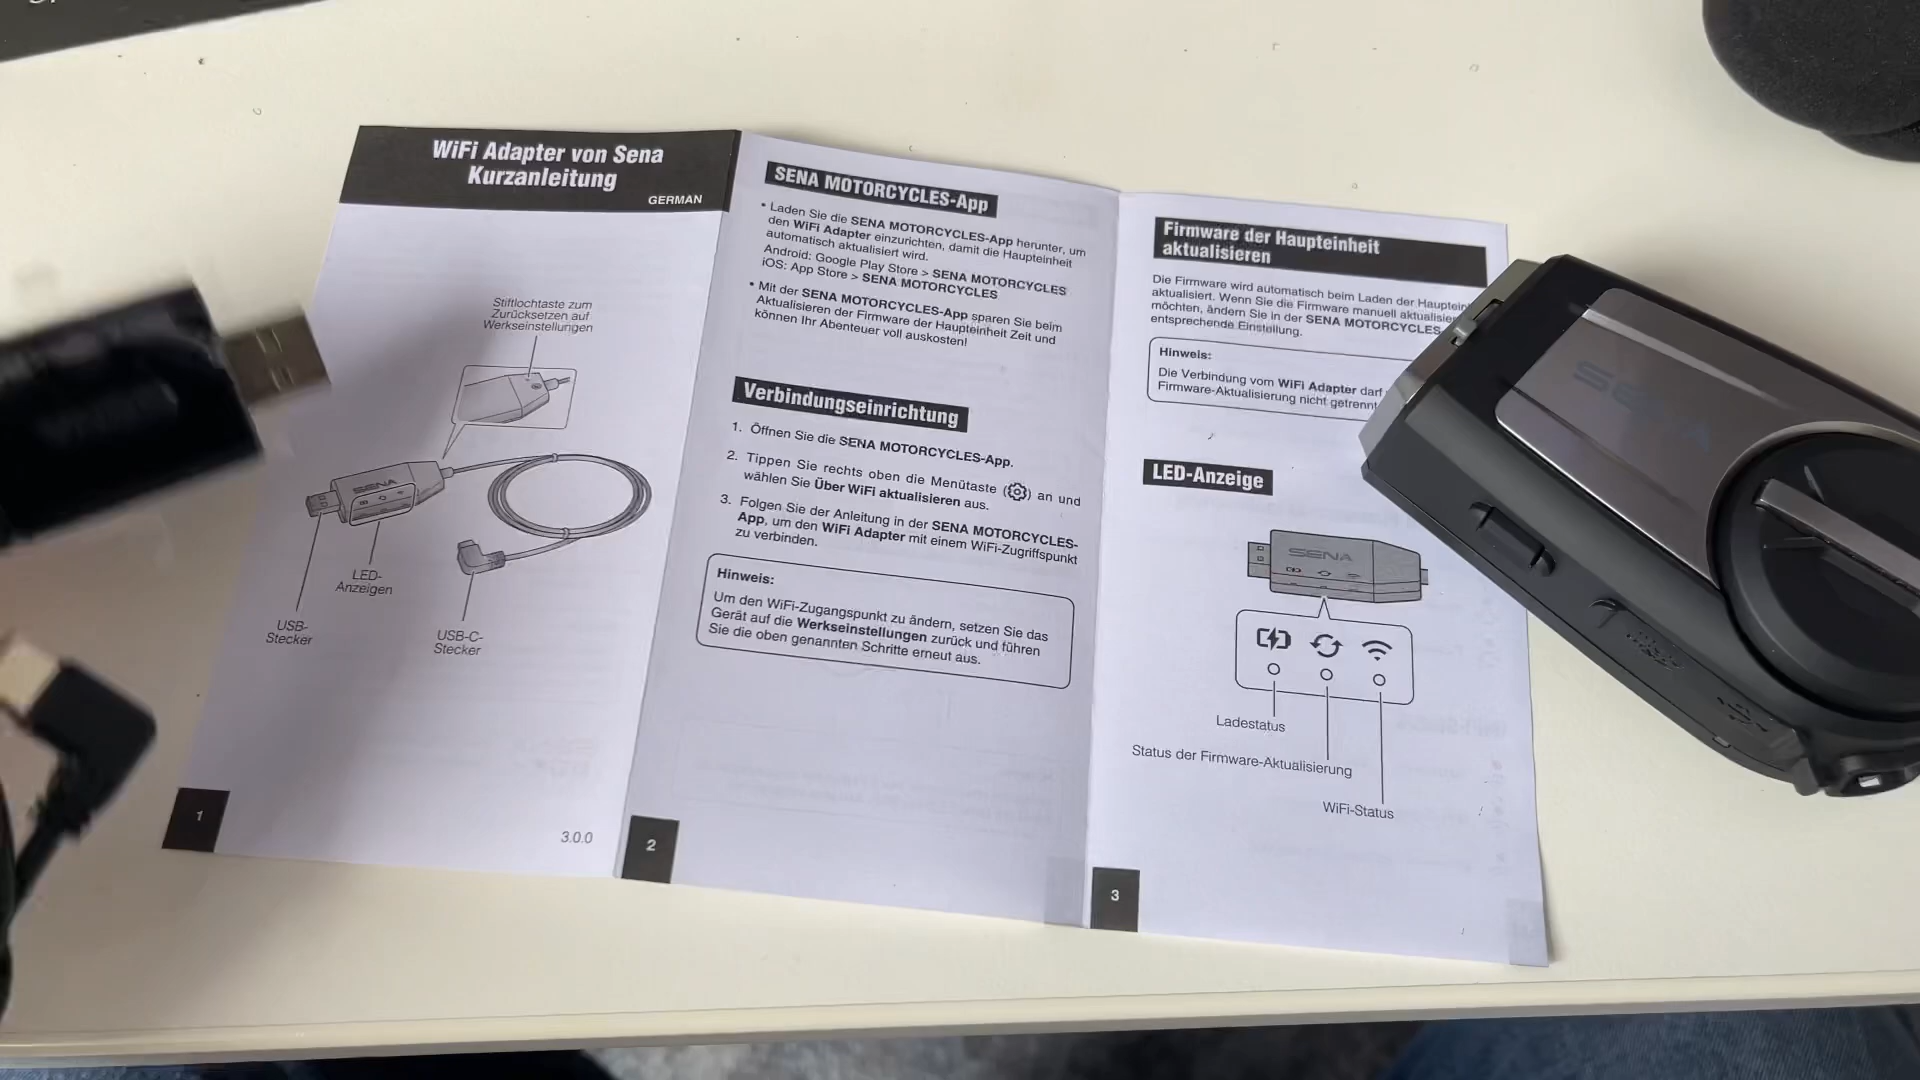 WiFi Adapter von Sena
Kurzanleitung
GERMAN
Stiftlochtaste zum
Zurücksetzen auf
Werkseinstellungen
SENA
LED-
Anzeigen
USB-
Stecker
USB-C-
Stecker
1
3.0.0
SENA MOTORCYCLES-App
• Laden Sie die SENA MOTORCYCLES-App herunter, um
den WiFi Adapter einzurichten, damit die Haupteinheit
automatisch aktualisiert wird.
Android: Google Play Store > SENA MOTORCYCLES
iOS: App Store > SENA MOTORCYCLES
• Mit der SENA MOTORCYCLES-App sparen Sie beim
Aktualisieren der Firmware der Haupteinheit Zeit und
können Ihr Abenteuer voll auskosten!
Verbindungseinrichtung
1. Öffnen Sie die SENA MOTORCYCLES-App.
2. Tippen Sie rechts oben die Menütaste ( ) an und
wählen Sie Über WiFi aktualisieren aus.
3. Folgen Sie der Anleitung in der SENA MOTORCYCLES-
App, um den WiFi Adapter mit einem WiFi-Zugriffspunkt
zu verbinden.
Hinweis:
Um den WiFi-Zugangspunkt zu ändern, setzen Sie das
Gerät auf die Werkseinstellungen zurück und führen
Sie die oben genannten Schritte erneut aus.
2
Firmware der Haupteinheit
aktualisieren
Die Firmware wird automatisch beim Laden der Hauptein
aktualisiert. Wenn Sie die Firmware manuell aktualisie
möchten, ändern Sie in der SENA MOTORCYCLES-
entsprechende Einstellung.
Hinweis:
Die Verbindung vom WiFi Adapter darf
Firmware-Aktualisierung nicht getrennt
LED-Anzeige
SENA
Ladestatus
Status der Firmware-Aktualisierung
WiFi-Status
3
SENA